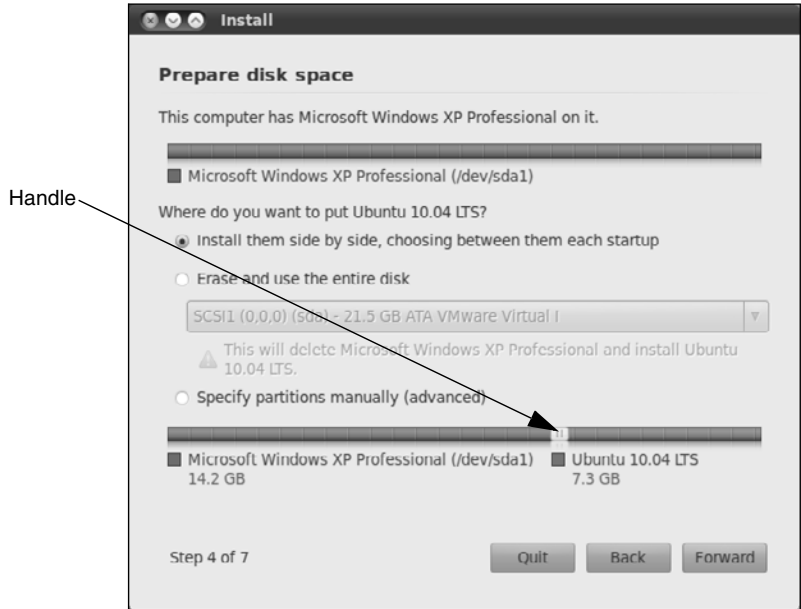 Install
Prepare disk space
This computer has Microsoft Windows XP Professional on it.
Microsoft Windows XP Professional (/dev/sda1)
Handle
Where do you want to put Ubuntu 10.04 LTS?
Install them side by side, choosing between them each startup
Erase and use the entire disk
SCSI1 (0,0,0) (sda) - 21.5 GB ATA VMware Virtual I
This will delete Microsoft Windows XP Professional and install Ubuntu
10.04 LTS.
Specify partitions manually (advanced)
Microsoft Windows XP Professional (/dev/sda1)
14.2 GB
Ubuntu 10.04 LTS
7.3 GB
Step 4 of 7
Quit
Back
Forward